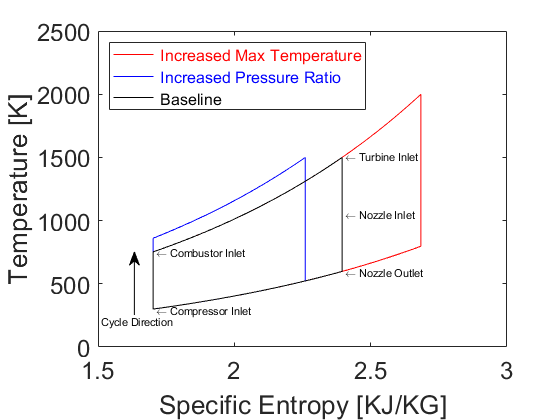 2500
2000
1500
1000
500
0
Temperature [K]
Increased Max Temperature
Increased Pressure Ratio
Baseline
← Turbine Inlet
← Nozzle Inlet
← Combustor Inlet
← Nozzle Outlet
← Compressor Inlet
Cycle Direction
1.5 2 2.5 3
Specific Entropy [KJ/KG]